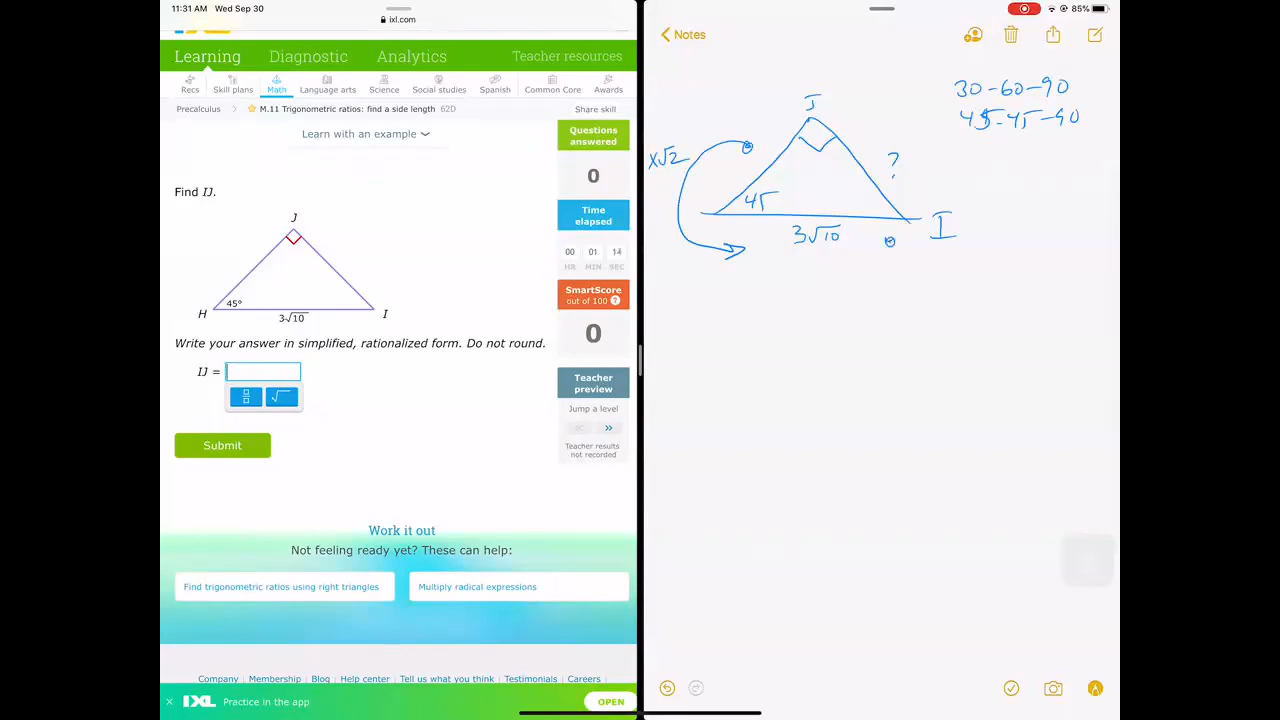 11:31 AM Wed Sep 30
ixl.com
85%
Learning Diagnostic Analytics Teacher resources
Recs Skill plans Math Language arts Science Social studies Spanish Common Core Awards
Precalculus > M.11 Trigonometric ratios: find a side length 62D Share skill
Learn with an example
Find IJ.
J
45°
H
I
3√10
Write your answer in simplified, rationalized form. Do not round.
IJ =
√
Submit
Questions answered
0
Time elapsed
00 01 14
HR MIN SEC
SmartScore
out of 100 ?
0
Teacher preview
Jump a level
Teacher results not recorded
Work it out
Not feeling ready yet? These can help:
Find trigonometric ratios using right triangles
Multiply radical expressions
Company Membership Blog Help center Tell us what you think Testimonials Careers
× IXL Practice in the app OPEN
Notes
30-60-90
45-45-90
J
x√2
?
45
3√10
I